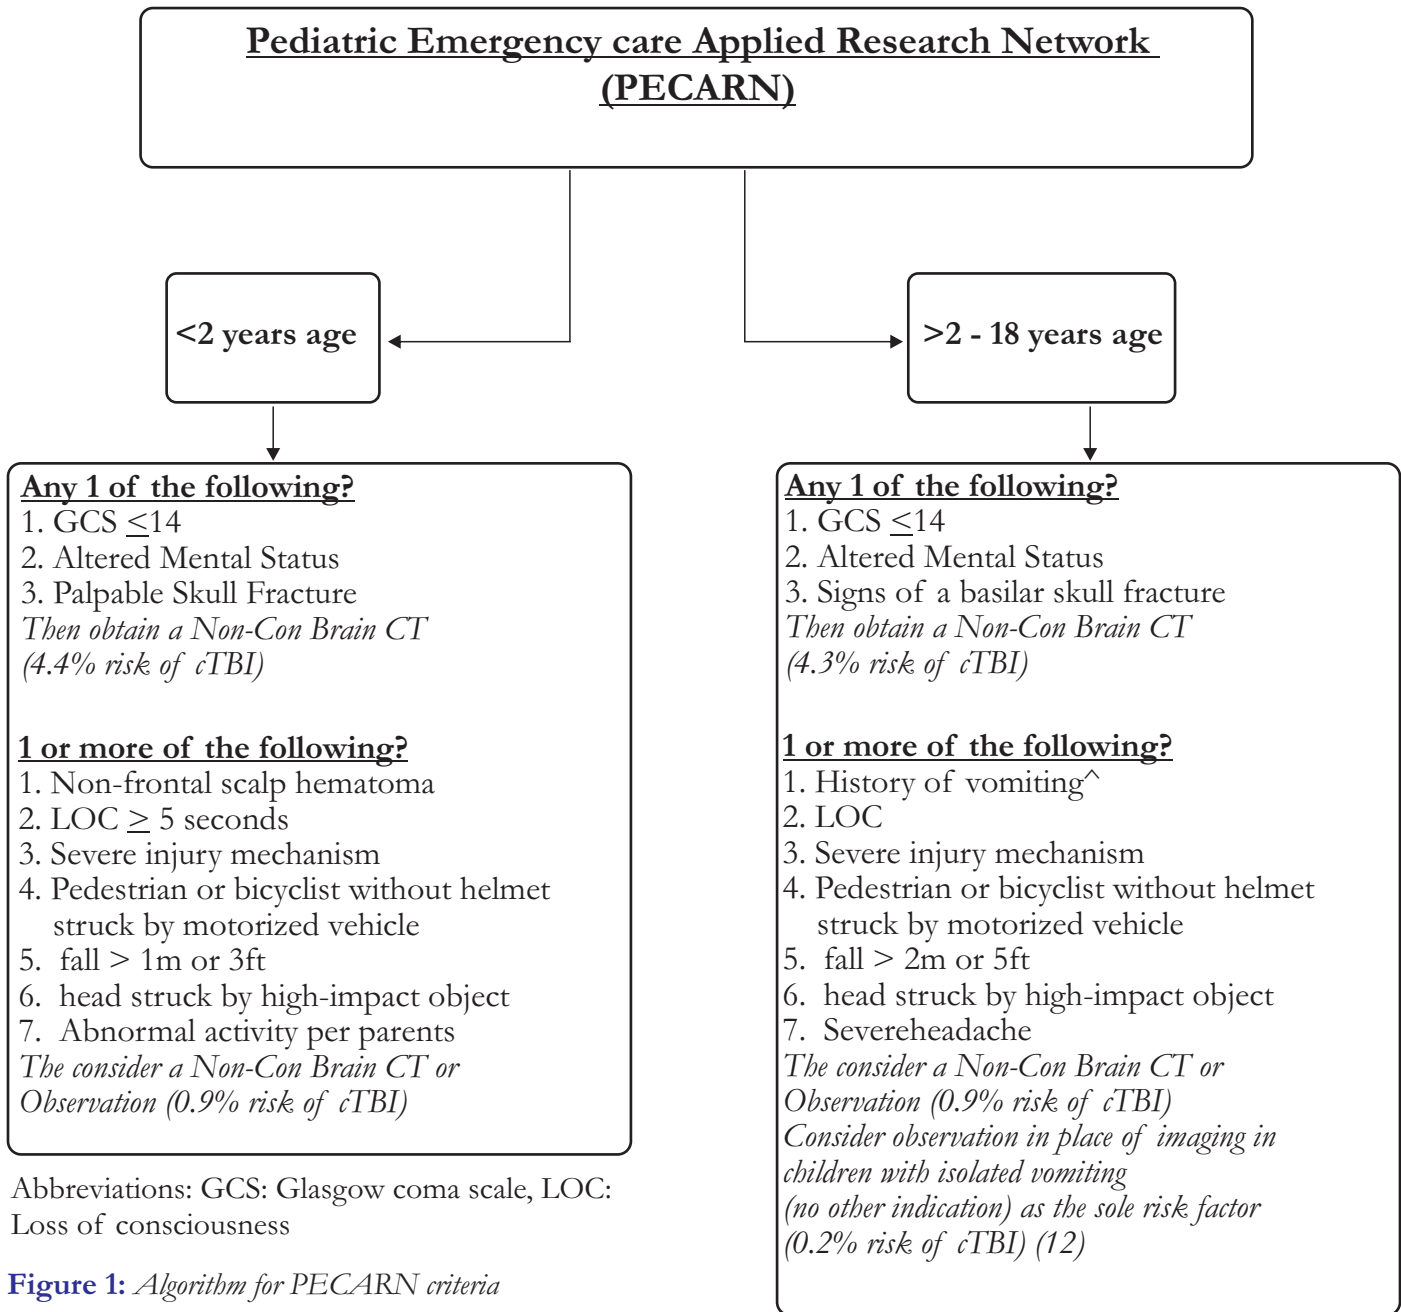 Pediatric Emergency care Applied Research Network
(PECARN)
<2 years age
>2 - 18 years age
Any 1 of the following?
1. GCS ≤14
2. Altered Mental Status
3. Palpable Skull Fracture
Then obtain a Non-Con Brain CT
(4.4% risk of cTBI)
1 or more of the following?
1. Non-frontal scalp hematoma
2. LOC ≥ 5 seconds
3. Severe injury mechanism
4. Pedestrian or bicyclist without helmet
struck by motorized vehicle
5. fall > 1m or 3ft
6. head struck by high-impact object
7. Abnormal activity per parents
The consider a Non-Con Brain CT or
Observation (0.9% risk of cTBI)
Any 1 of the following?
1. GCS ≤14
2. Altered Mental Status
3. Signs of a basilar skull fracture
Then obtain a Non-Con Brain CT
(4.3% risk of cTBI)
1 or more of the following?
1. History of vomiting^
2. LOC
3. Severe injury mechanism
4. Pedestrian or bicyclist without helmet
struck by motorized vehicle
5. fall > 2m or 5ft
6. head struck by high-impact object
7. Severeheadache
The consider a Non-Con Brain CT or
Observation (0.9% risk of cTBI)
Consider observation in place of imaging in
children with isolated vomiting
(no other indication) as the sole risk factor
(0.2% risk of cTBI) (12)
Abbreviations: GCS: Glasgow coma scale, LOC:
Loss of consciousness
Figure 1: Algorithm for PECARN criteria